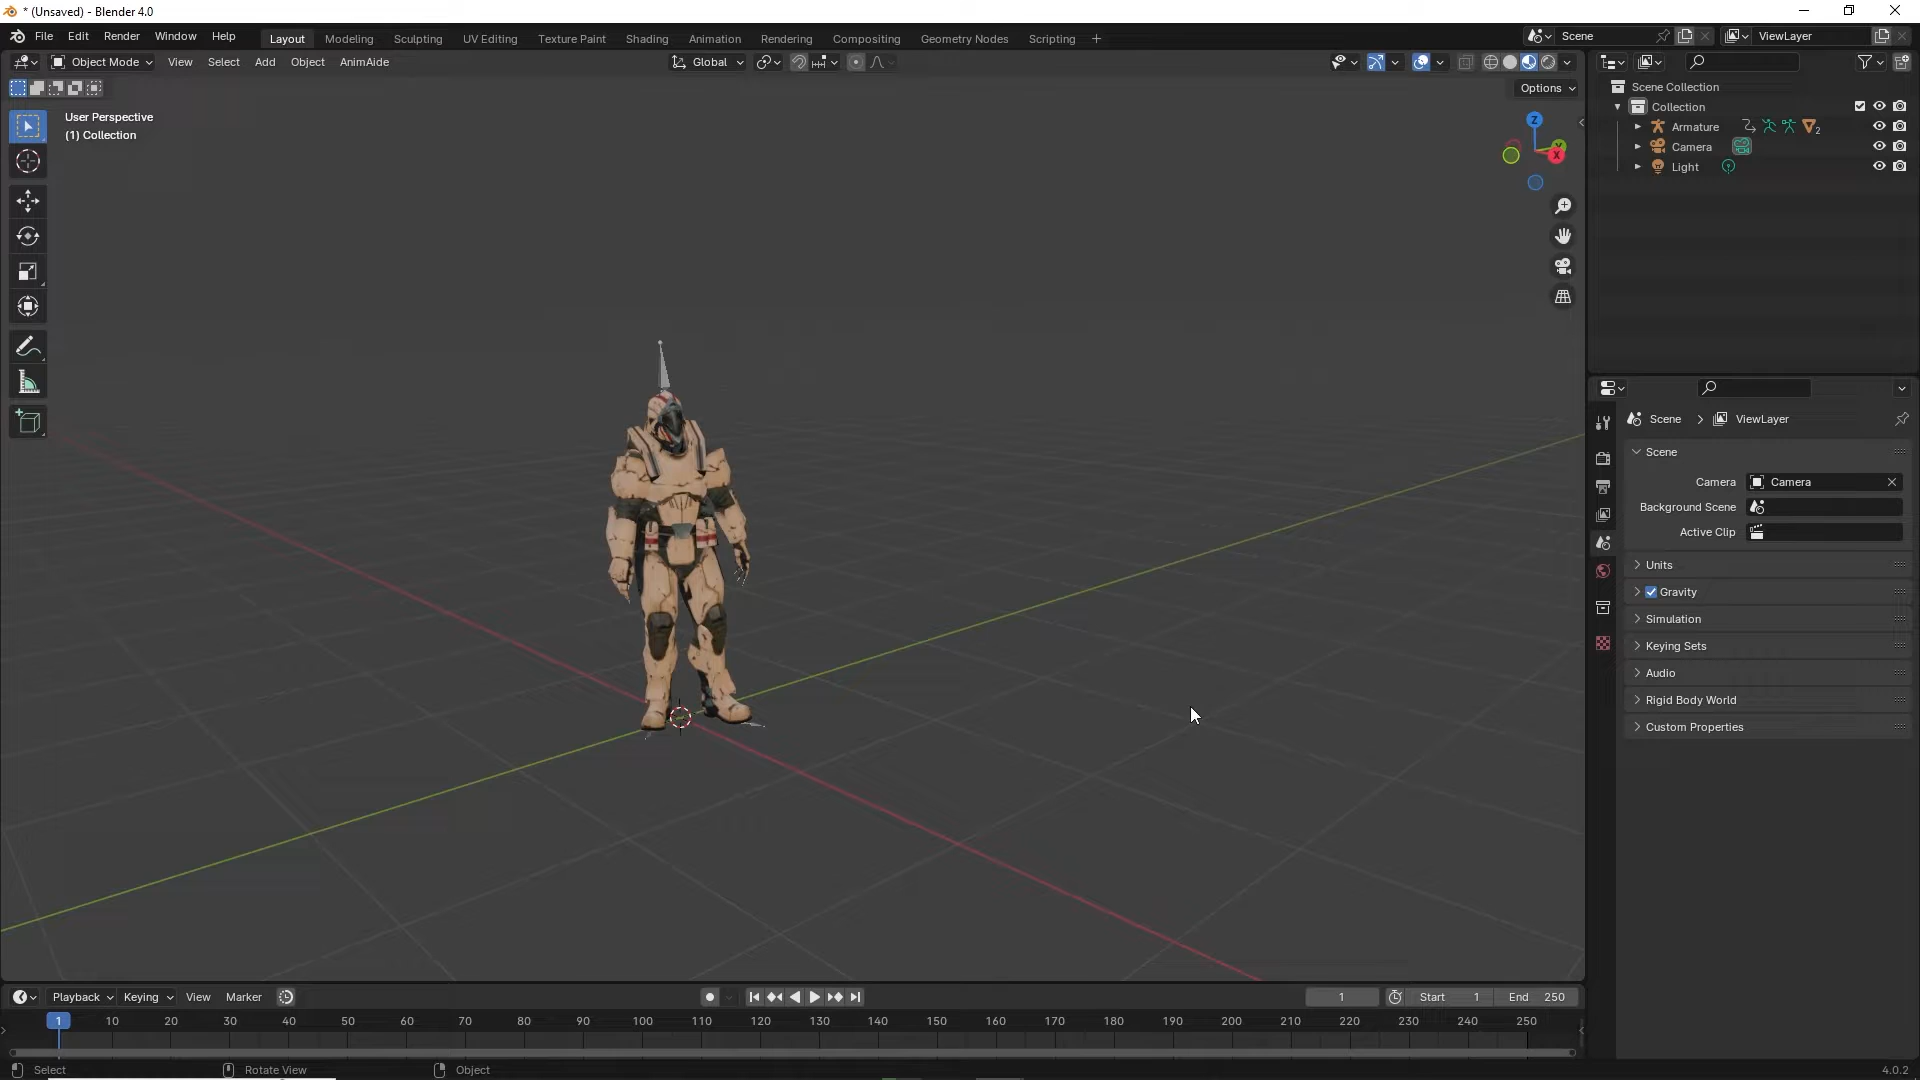 * (Unsaved) - Blender 4.0
File Edit Render Window Help Layout Modeling Sculpting UV Editing Texture Paint Shading Animation Rendering Compositing Geometry Nodes Scripting + Scene ViewLayer
Object Mode View Select Add Object AnimAide Global
Options
User Perspective
(1) Collection
Z
Y
X
Scene Collection
Collection
Armature 2
Camera
Light
Scene > ViewLayer
Scene
Camera Camera
Background Scene
Active Clip
Units
Gravity
Simulation
Keying Sets
Audio
Rigid Body World
Custom Properties
Playback Keying View Marker 1 Start 1 End 250
1 10 20 30 40 50 60 70 80 90 100 110 120 130 140 150 160 170 180 190 200 210 220 230 240 250
Select Rotate View Object 4.0.2